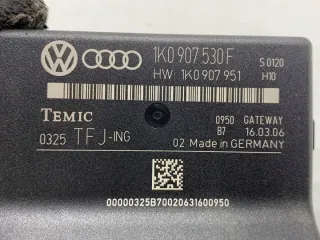 1K0 907 530 F
S 0120
HW 1K0 907 951
H10
TEMIC
0950 GATEWAY
B7 16.03.06
0325 TFJ-ING
02 Made in GERMANY
00000325B70020631600950